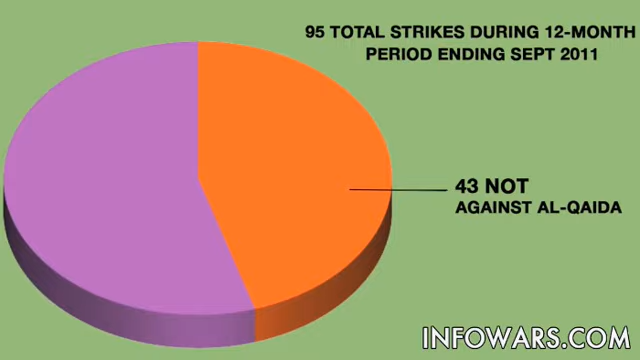 95 TOTAL STRIKES DURING 12-MONTH
PERIOD ENDING SEPT 2011
43 NOT
AGAINST AL-QAIDA
INFOWARS.COM